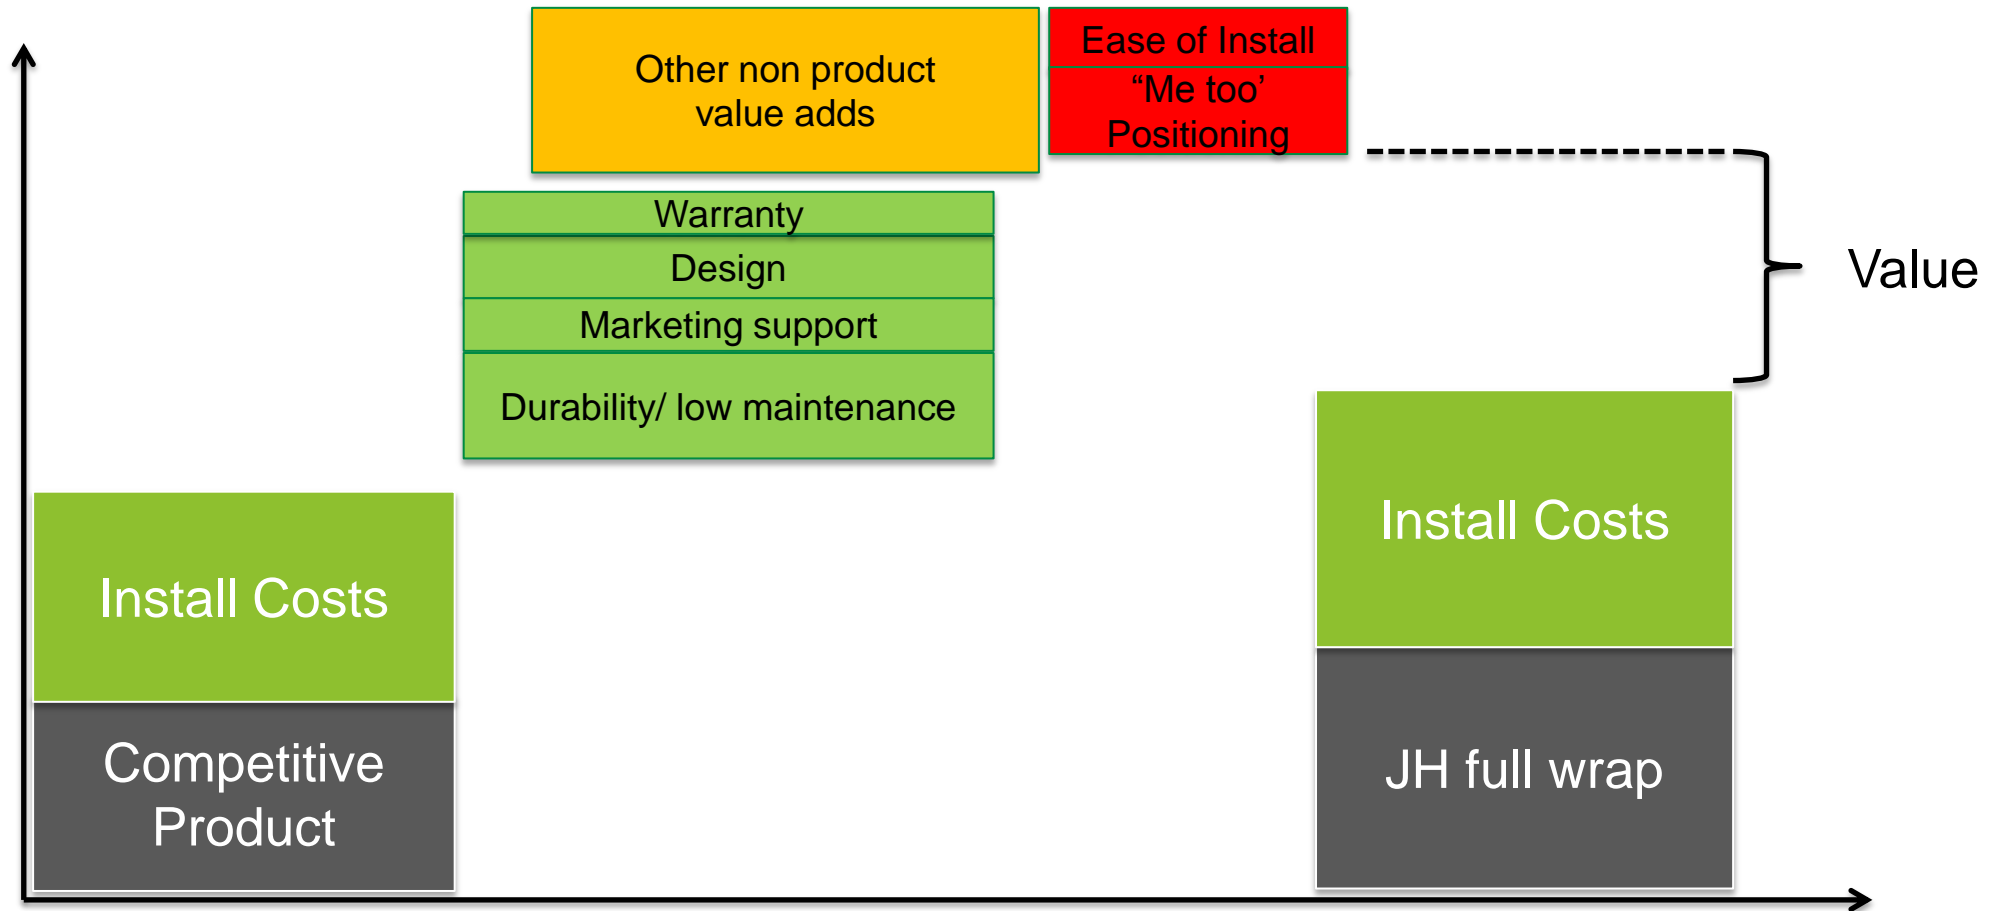 Other non product
value adds
Ease of Install
“Me too’
Positioning
Warranty
Design
Marketing support
Durability/ low maintenance
Value
Install Costs
Competitive
Product
Install Costs
JH full wrap